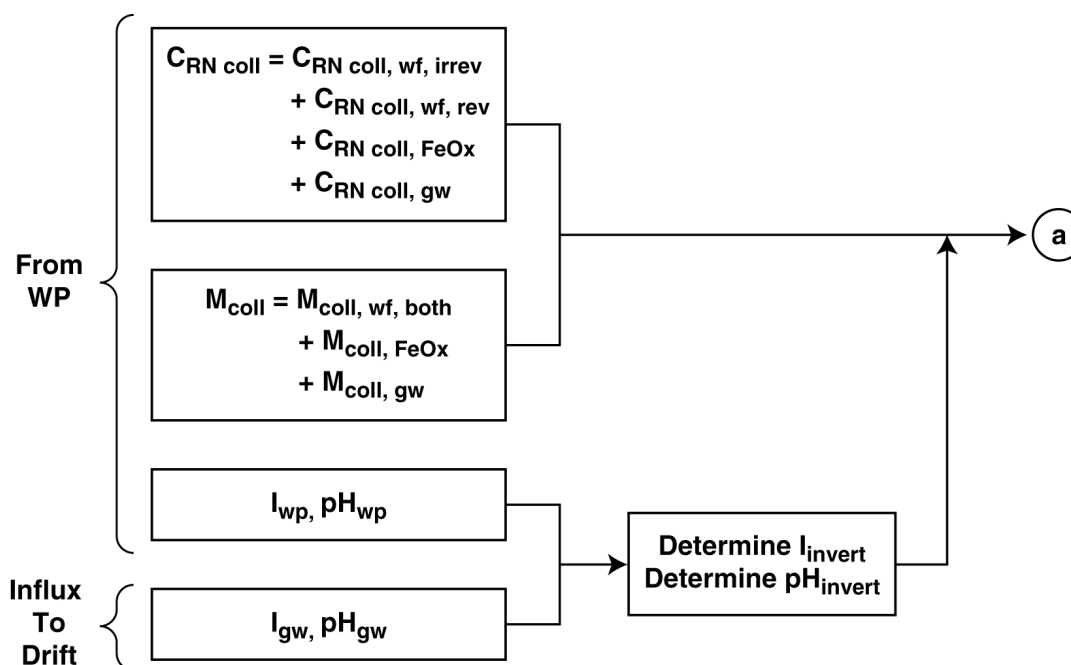 C_RN coll = C_RN coll, wf, irrev
+ C_RN coll, wf, rev
+ C_RN coll, FeOx
+ C_RN coll, gw
a
From
WP
M_coll = M_coll, wf, both
+ M_coll, FeOx
+ M_coll, gw
I_wp, pH_wp
Determine I_invert
Determine pH_invert
Influx
To
Drift
I_gw, pH_gw